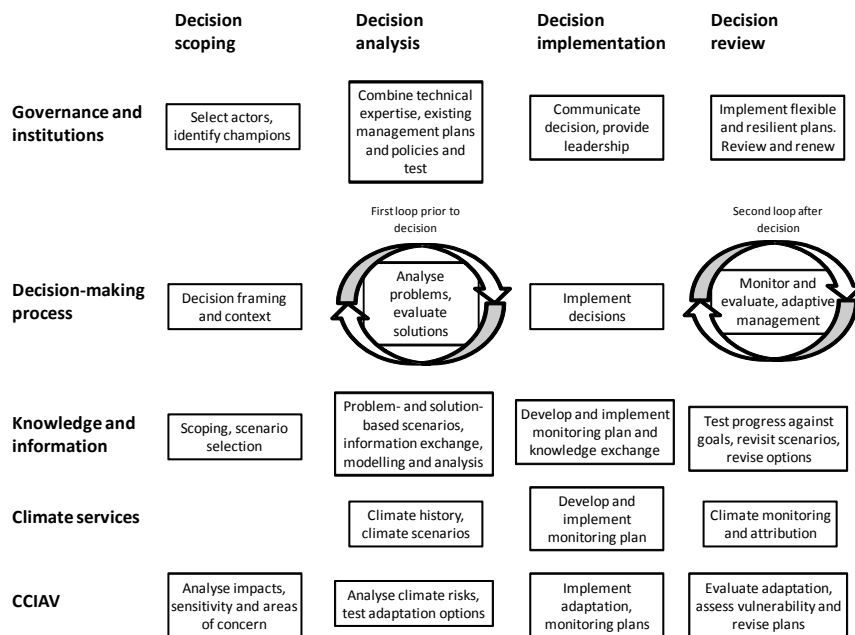 Decision
scoping
Decision
analysis
Decision
implementation
Decision
review
Governance and
institutions
Select actors,
identify champions
Combine technical
expertise, existing
management plans
and policies and
test
Communicate
decision, provide
leadership
Implement flexible
and resilient plans.
Review and renew
First loop prior to
decision
Second loop after
decision
Decision-making
process
Decision framing
and context
Analyse
problems,
evaluate
solutions
Implement
decisions
Monitor and
evaluate, adaptive
management
Knowledge and
information
Scoping, scenario
selection
Problem- and solution-
based scenarios,
information exchange,
modelling and analysis
Develop and implement
monitoring plan and
knowledge exchange
Test progress against
goals, revisit scenarios,
revise options
Climate services
Climate history,
climate scenarios
Develop and
implement
monitoring plan
Climate monitoring
and attribution
CCIAV
Analyse impacts,
sensitivity and areas
of concern
Analyse climate risks,
test adaptation options
Implement
adaptation,
monitoring plans
Evaluate adaptation,
assess vulnerability and
revise plans